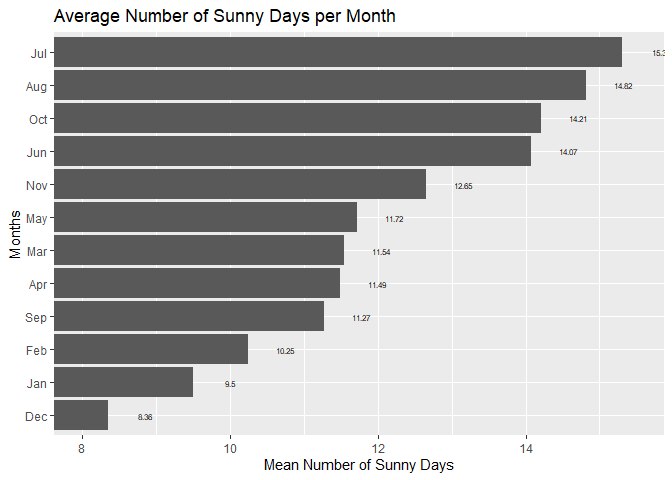 Average Number of Sunny Days per Month
Months
Jul 15.3
Aug 14.82
Oct 14.21
Jun 14.07
Nov 12.65
May 11.72
Mar 11.54
Apr 11.49
Sep 11.27
Feb 10.25
Jan 9.5
Dec 8.36
8 10 12 14
Mean Number of Sunny Days